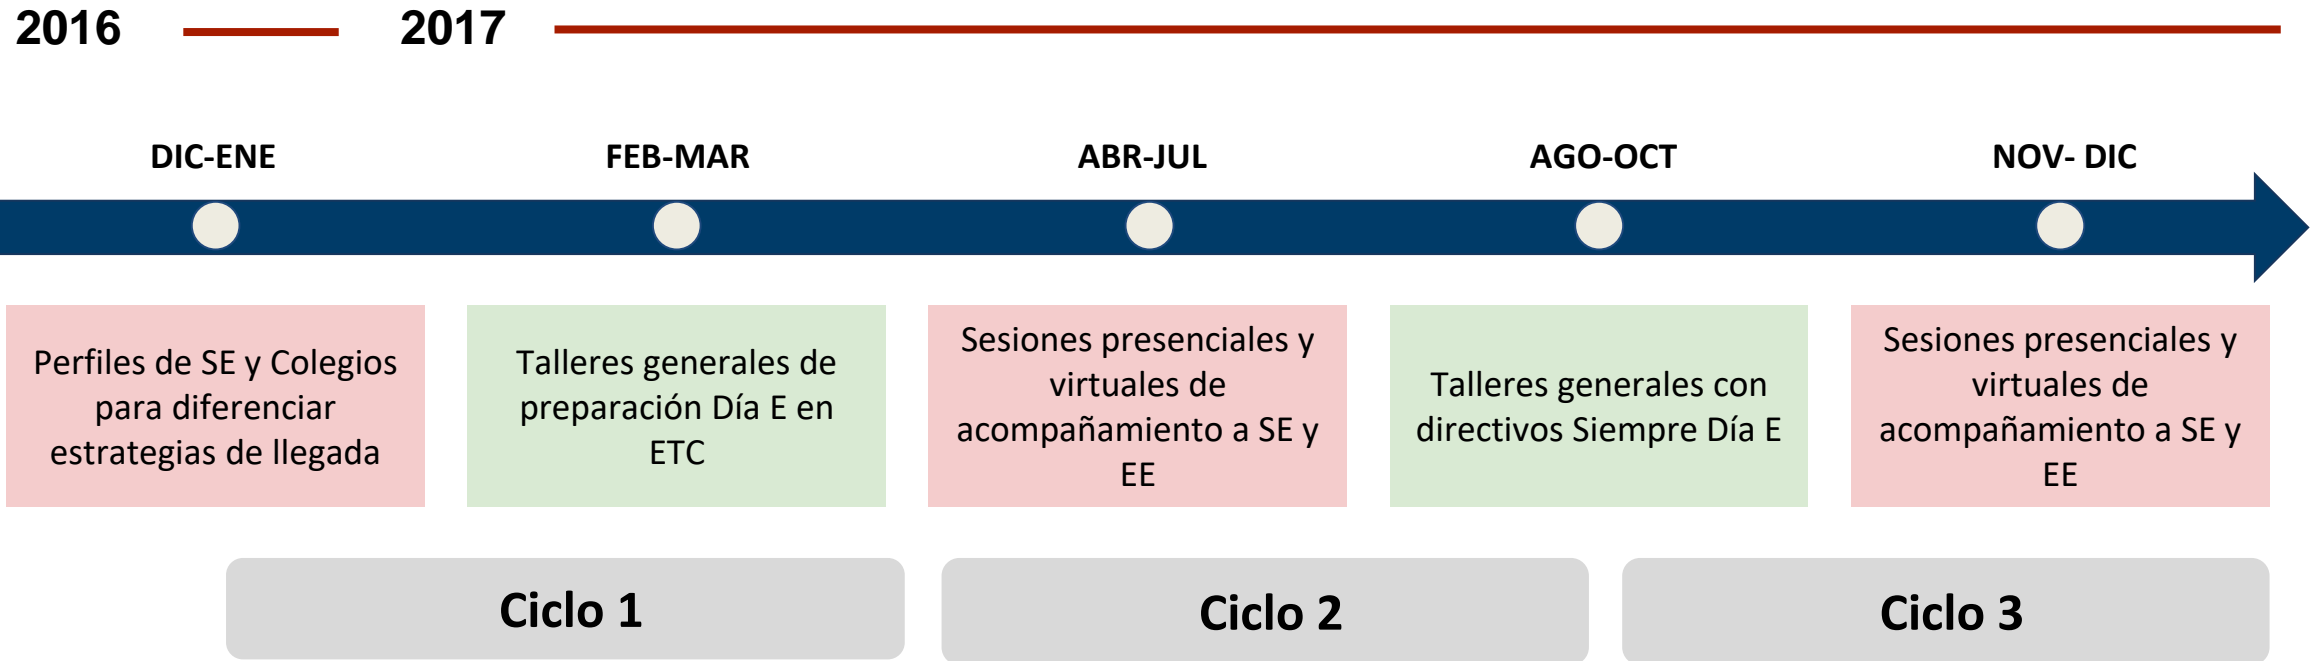 2016
2017
DIC-ENE
FEB-MAR
ABR-JUL
AGO-OCT
NOV- DIC
Perfiles de SE y Colegios
para diferenciar
estrategias de llegada
Talleres generales de
preparación Día E en
ETC
Sesiones presenciales y
virtuales de
acompañamiento a SE y
EE
Talleres generales con
directivos Siempre Día E
Sesiones presenciales y
virtuales de
acompañamiento a SE y
EE
Ciclo 1
Ciclo 2
Ciclo 3